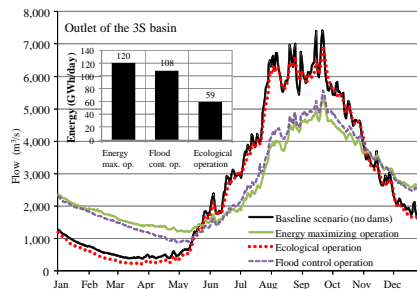 Outlet of the 3S basin
Flow (m³/s)
8,000
7,000
6,000
5,000
4,000
3,000
2,000
1,000
0
Energy (GWh/day)
140
120
100
80
60
40
20
0
120
108
59
Energy max. op.
Flood cont. op.
Ecological operation
Baseline scenario (no dams)
Energy maximizing operation
Ecological operation
Flood control operation
Jan Feb Mar Apr May Jun Jul Aug Sep Oct Nov Dec